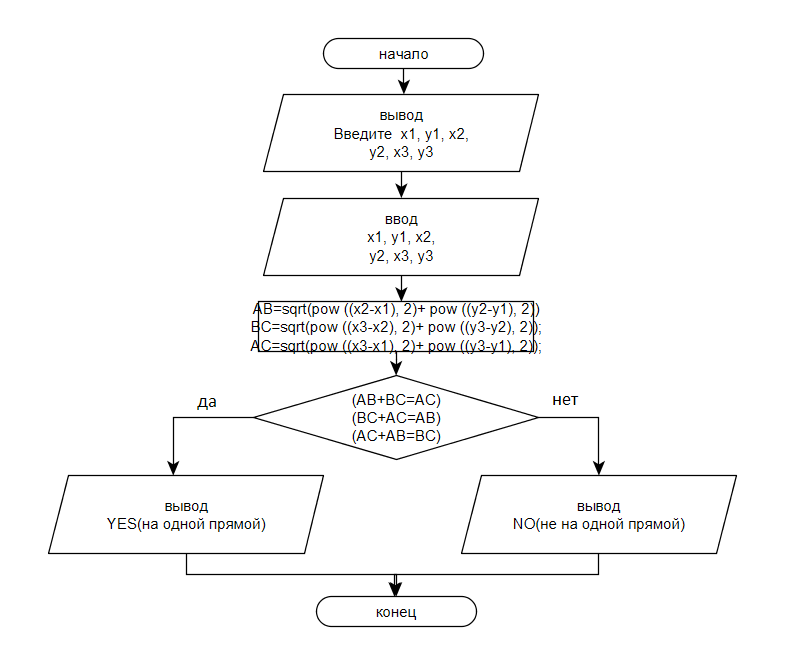 начало
вывод
Введите x1, y1, x2,
y2, x3, y3
ввод
x1, y1, x2,
y2, x3, y3
AB=sqrt(pow ((x2-x1), 2)+ pow ((y2-y1), 2))
BC=sqrt(pow ((x3-x2), 2)+ pow ((y3-y2), 2));
AC=sqrt(pow ((x3-x1), 2)+ pow ((y3-y1), 2));
(AB+BC=AC)
(BC+AC=AB)
(AC+AB=BC)
да
нет
вывод
YES(на одной прямой)
вывод
NO(не на одной прямой)
конец